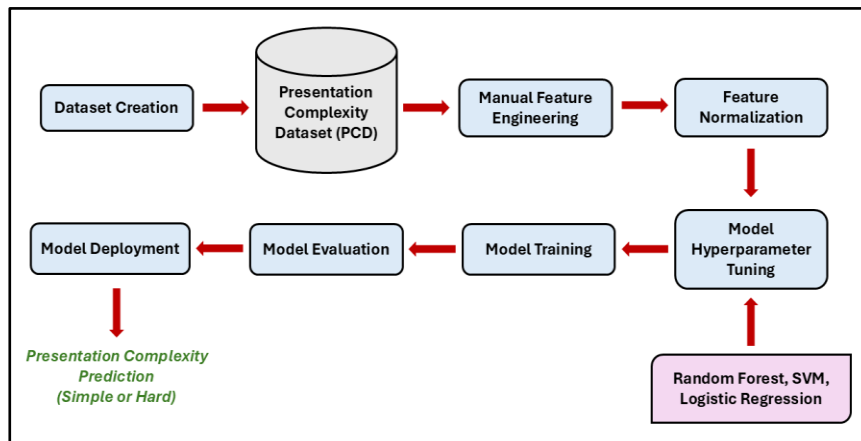 Dataset Creation
Presentation
Complexity
Dataset (PCD)
Manual Feature
Engineering
Feature
Normalization
Model
Hyperparameter
Tuning
Model Training
Model Evaluation
Model Deployment
Presentation Complexity
Prediction
(Simple or Hard)
Random Forest, SVM,
Logistic Regression